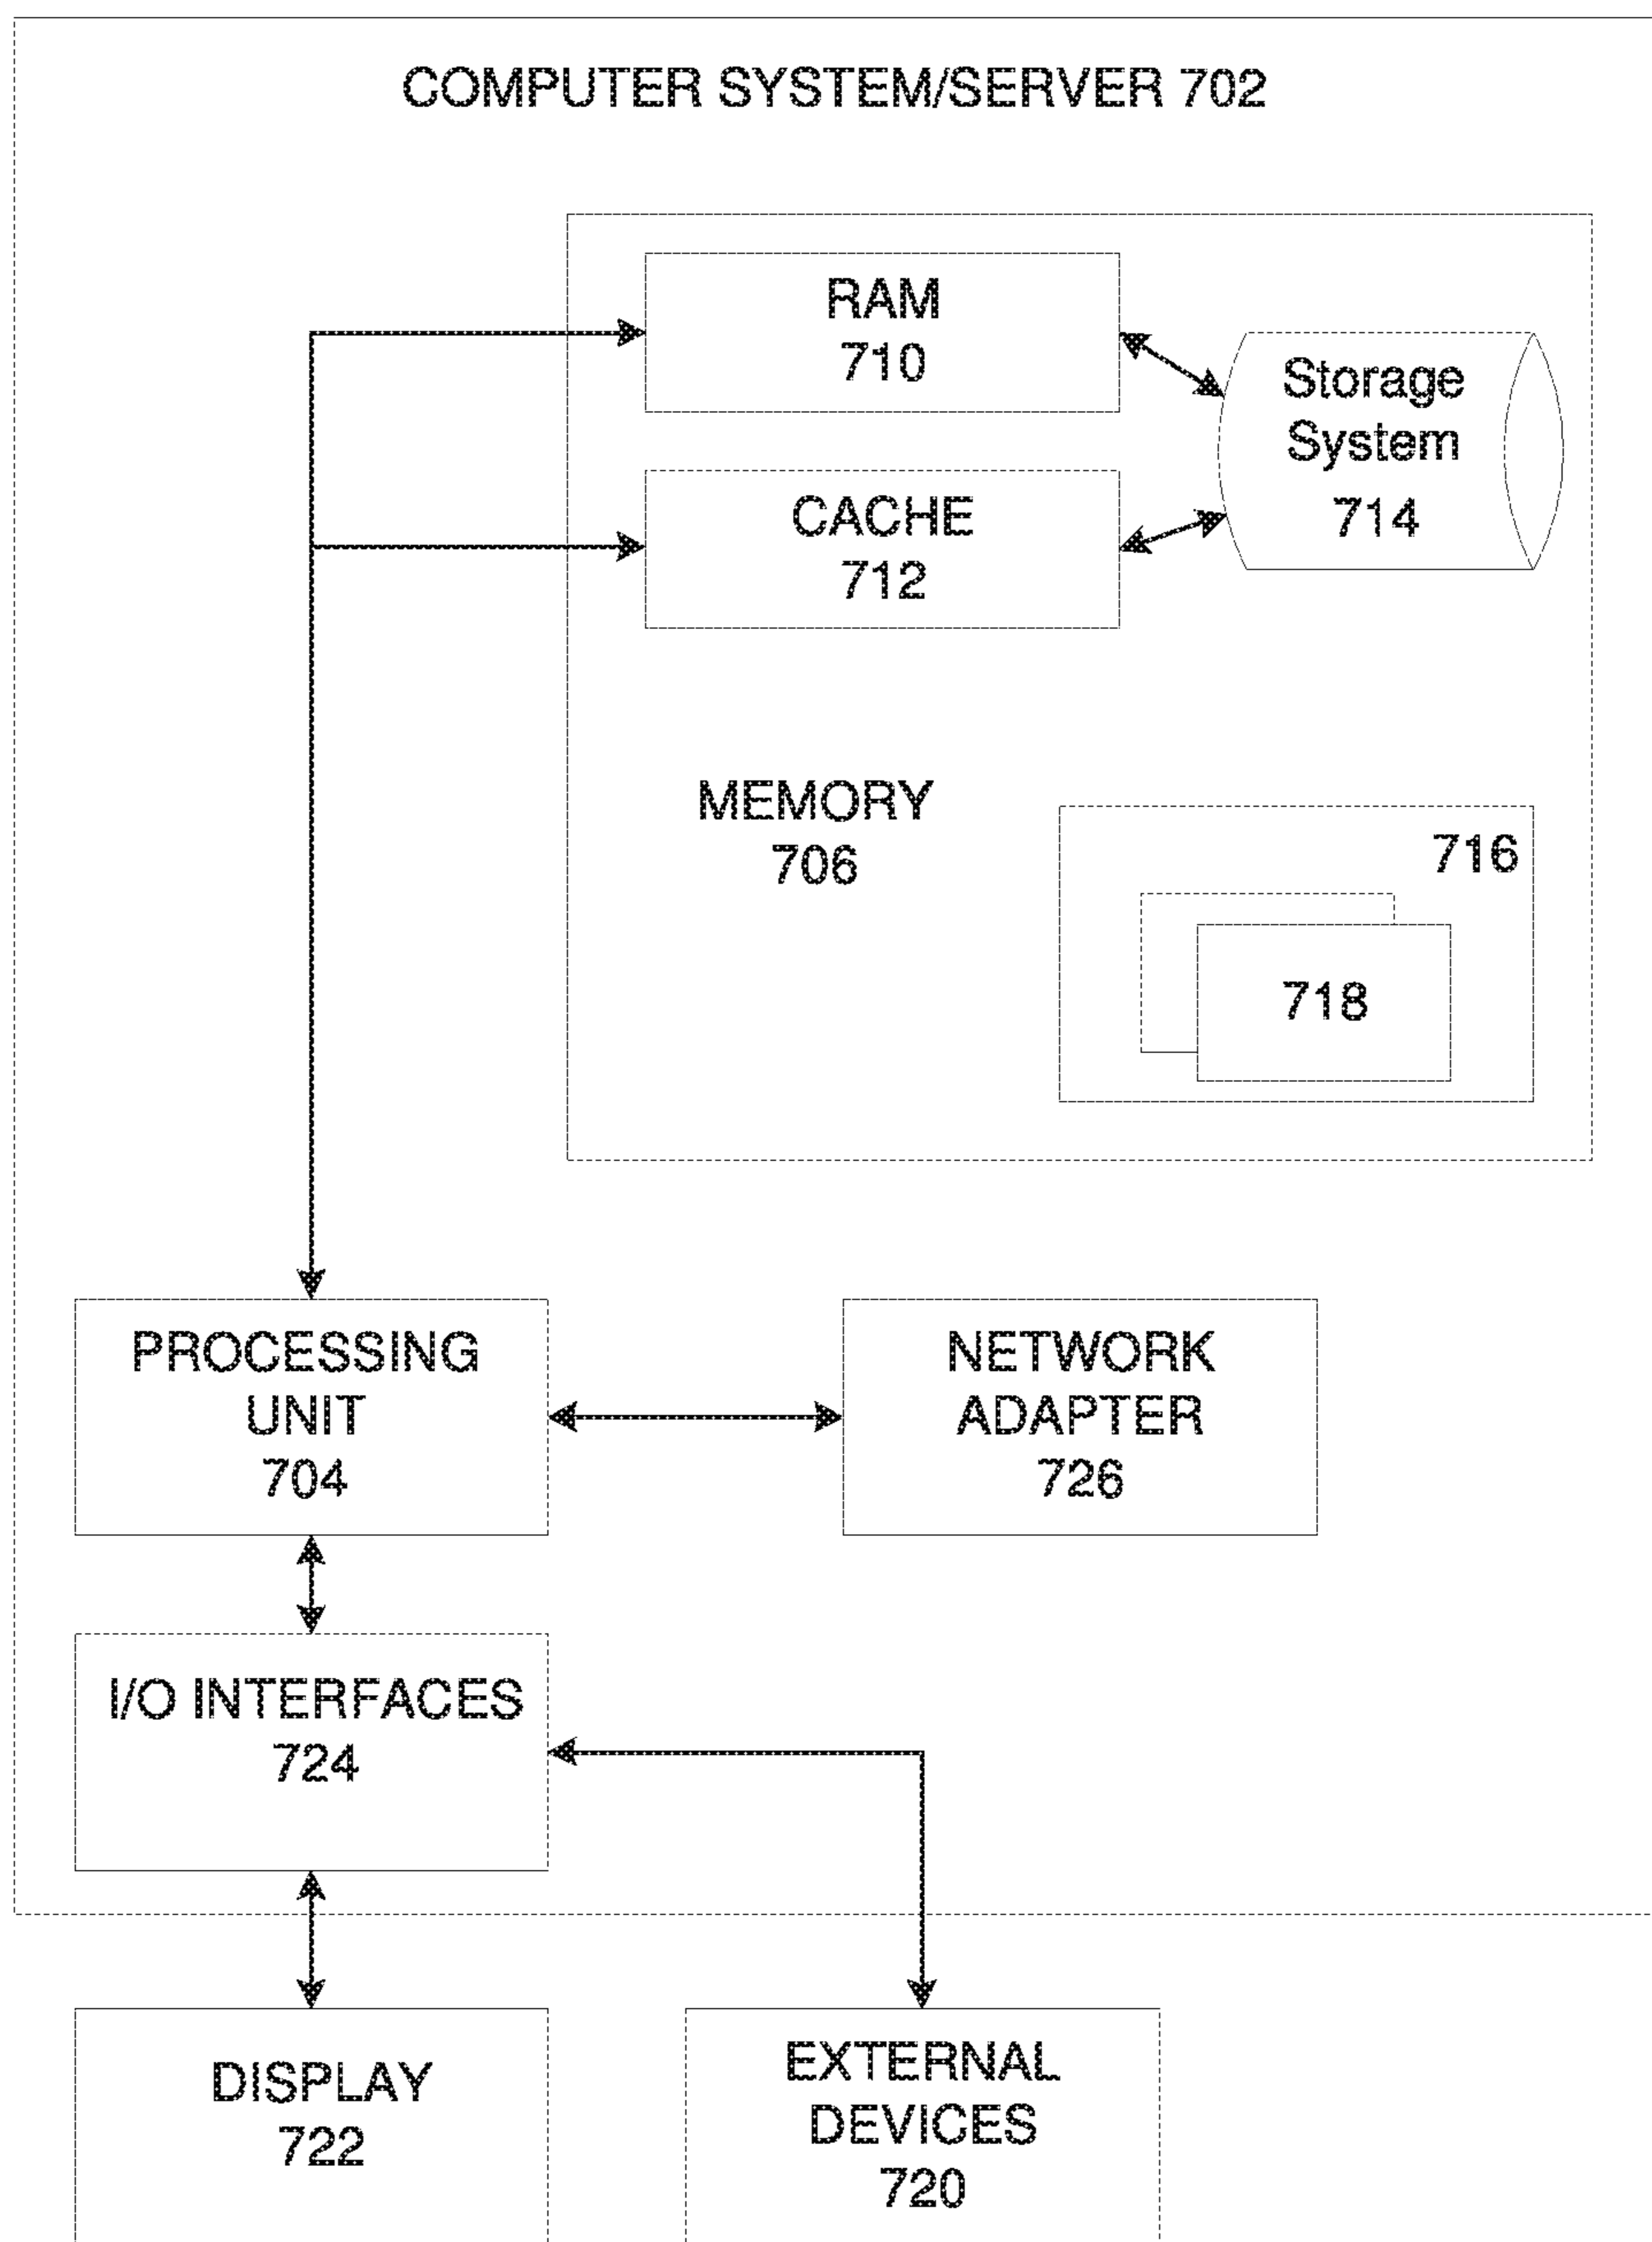 COMPUTER SYSTEM/SERVER 702
RAM
710
Storage
System
714
CACHE
712
MEMORY
706
716
718
PROCESSING
UNIT
704
NETWORK
ADAPTER
726
I/O INTERFACES
724
DISPLAY
722
EXTERNAL
DEVICES
720